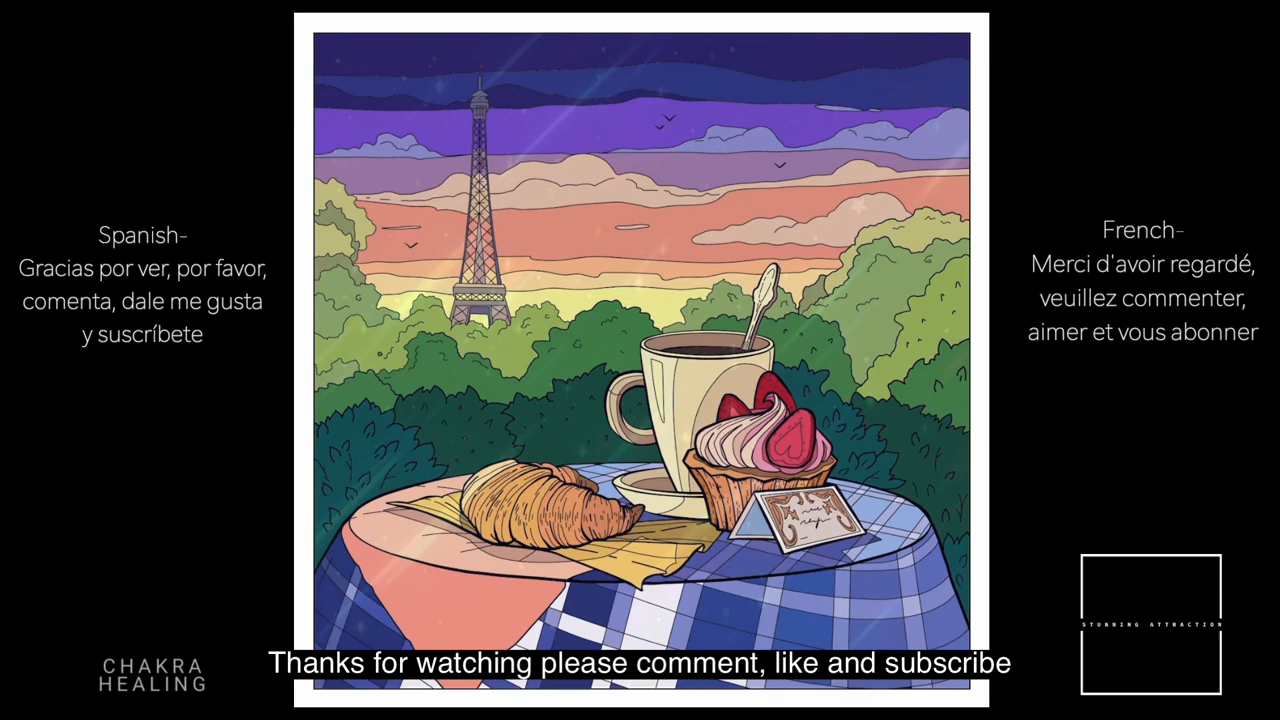 Spanish-
Gracias por ver, por favor,
comenta, dale me gusta
y suscríbete
French-
Merci d'avoir regardé,
veuillez commenter,
aimer et vous abonner
Thanks for watching please comment, like and subscribe
CHAKRA
HEALING
STUNNING ATTRACTION